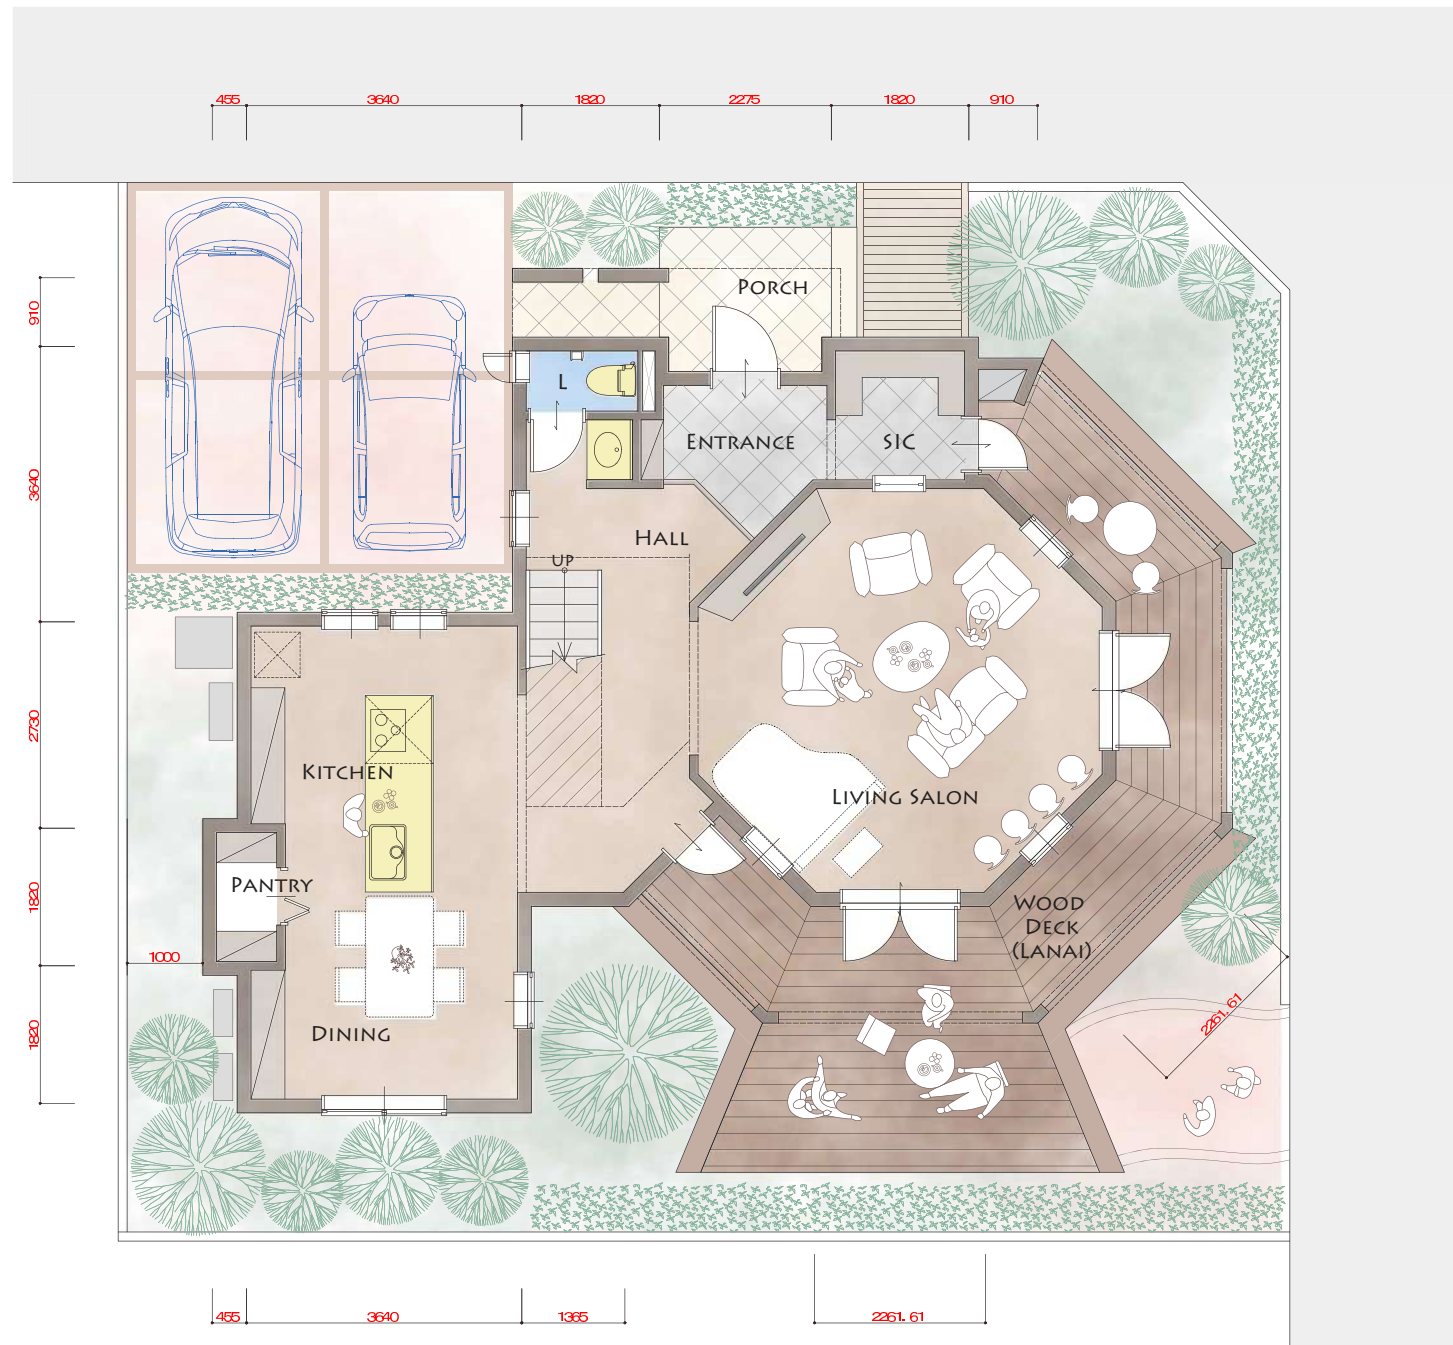 455
3640
1820
2275
1820
910
910
3640
2730
1820
1820
PORCH
L
ENTRANCE
SIC
HALL
UP
KITCHEN
LIVING SALON
PANTRY
WOOD
DECK
(LANAI)
1000
DINING
2261.61
455
3640
1365
2261.61